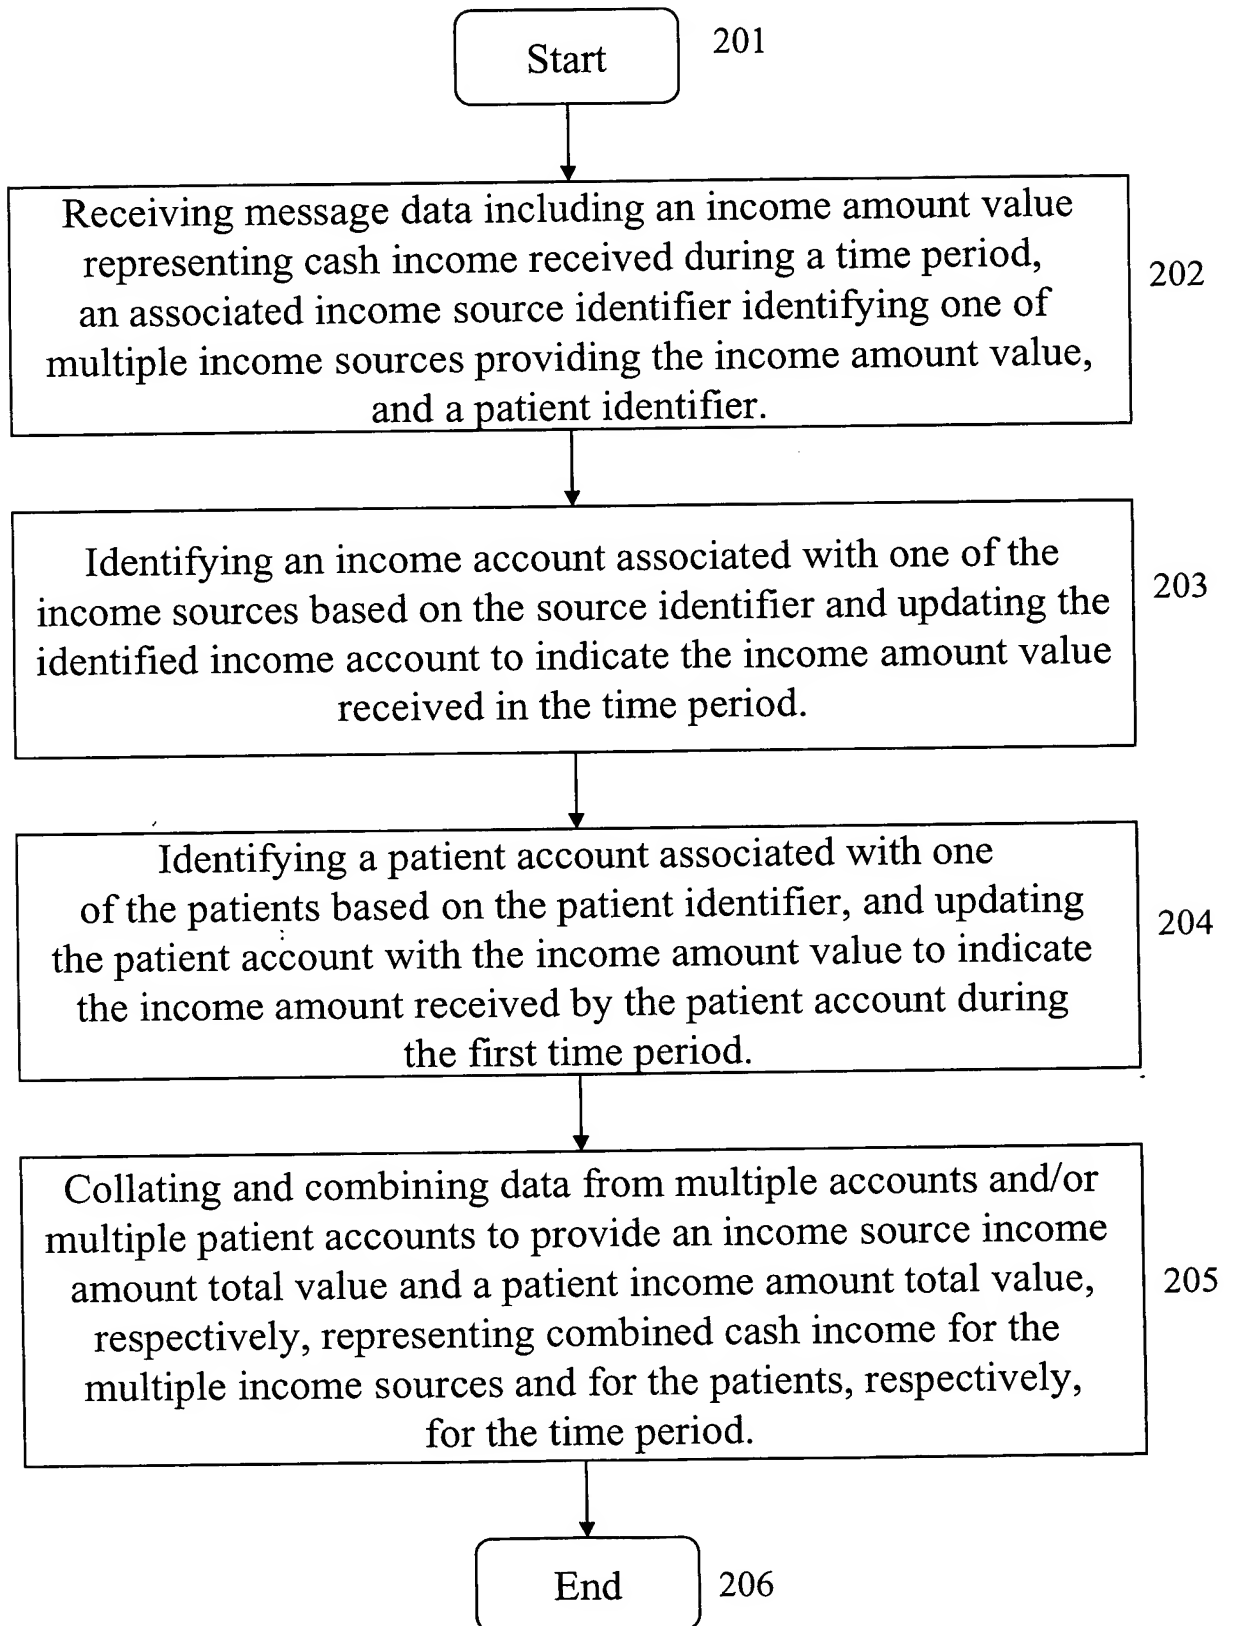 Start
201
Receiving message data including an income amount value
representing cash income received during a time period,
an associated income source identifier identifying one of
multiple income sources providing the income amount value,
and a patient identifier.
202
Identifying an income account associated with one of the
income sources based on the source identifier and updating the
identified income account to indicate the income amount value
received in the time period.
203
Identifying a patient account associated with one
of the patients based on the patient identifier, and updating
the patient account with the income amount value to indicate
the income amount received by the patient account during
the first time period.
204
Collating and combining data from multiple accounts and/or
multiple patient accounts to provide an income source income
amount total value and a patient income amount total value,
respectively, representing combined cash income for the
multiple income sources and for the patients, respectively,
for the time period.
205
End
206